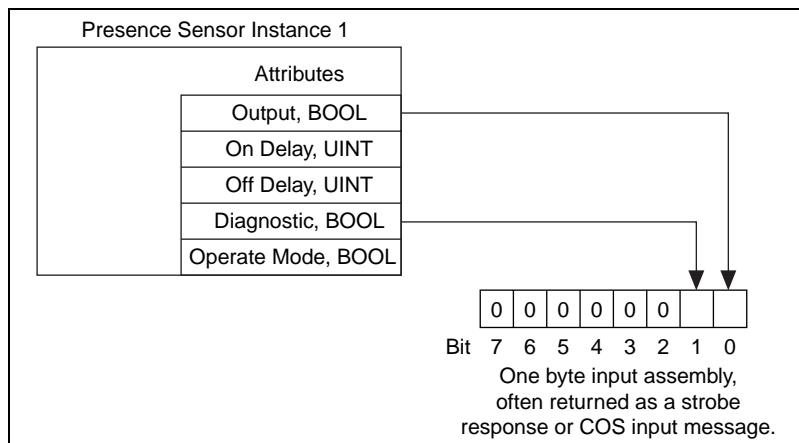 Presence Sensor Instance 1
Attributes
Output, BOOL
On Delay, UINT
Off Delay, UINT
Diagnostic, BOOL
Operate Mode, BOOL
0 0 0 0 0 0
Bit 7 6 5 4 3 2 1 0
One byte input assembly,
often returned as a strobe
response or COS input message.